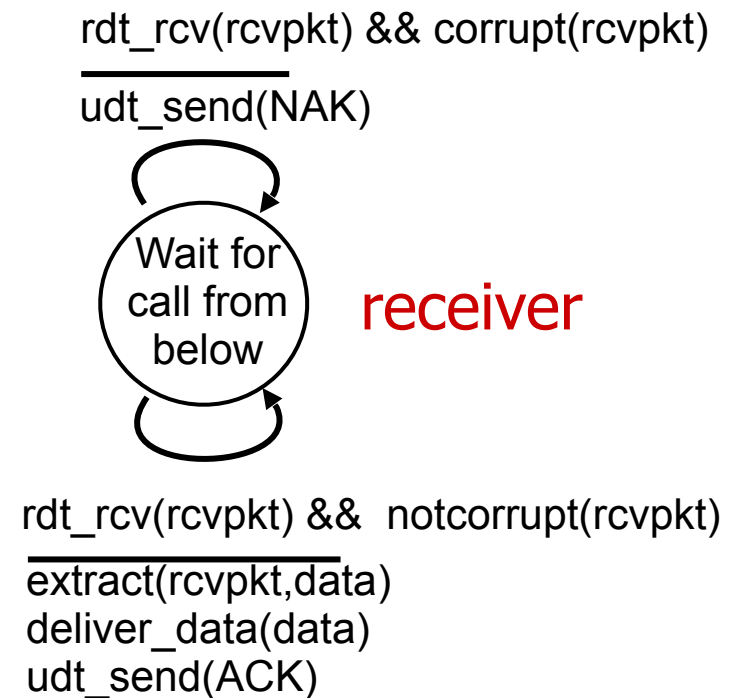 rdt_rcv(rcvpkt) && corrupt(rcvpkt)
udt_send(NAK)
Wait for
call from
below
receiver
rdt_rcv(rcvpkt) && notcorrupt(rcvpkt)
extract(rcvpkt,data)
deliver_data(data)
udt_send(ACK)